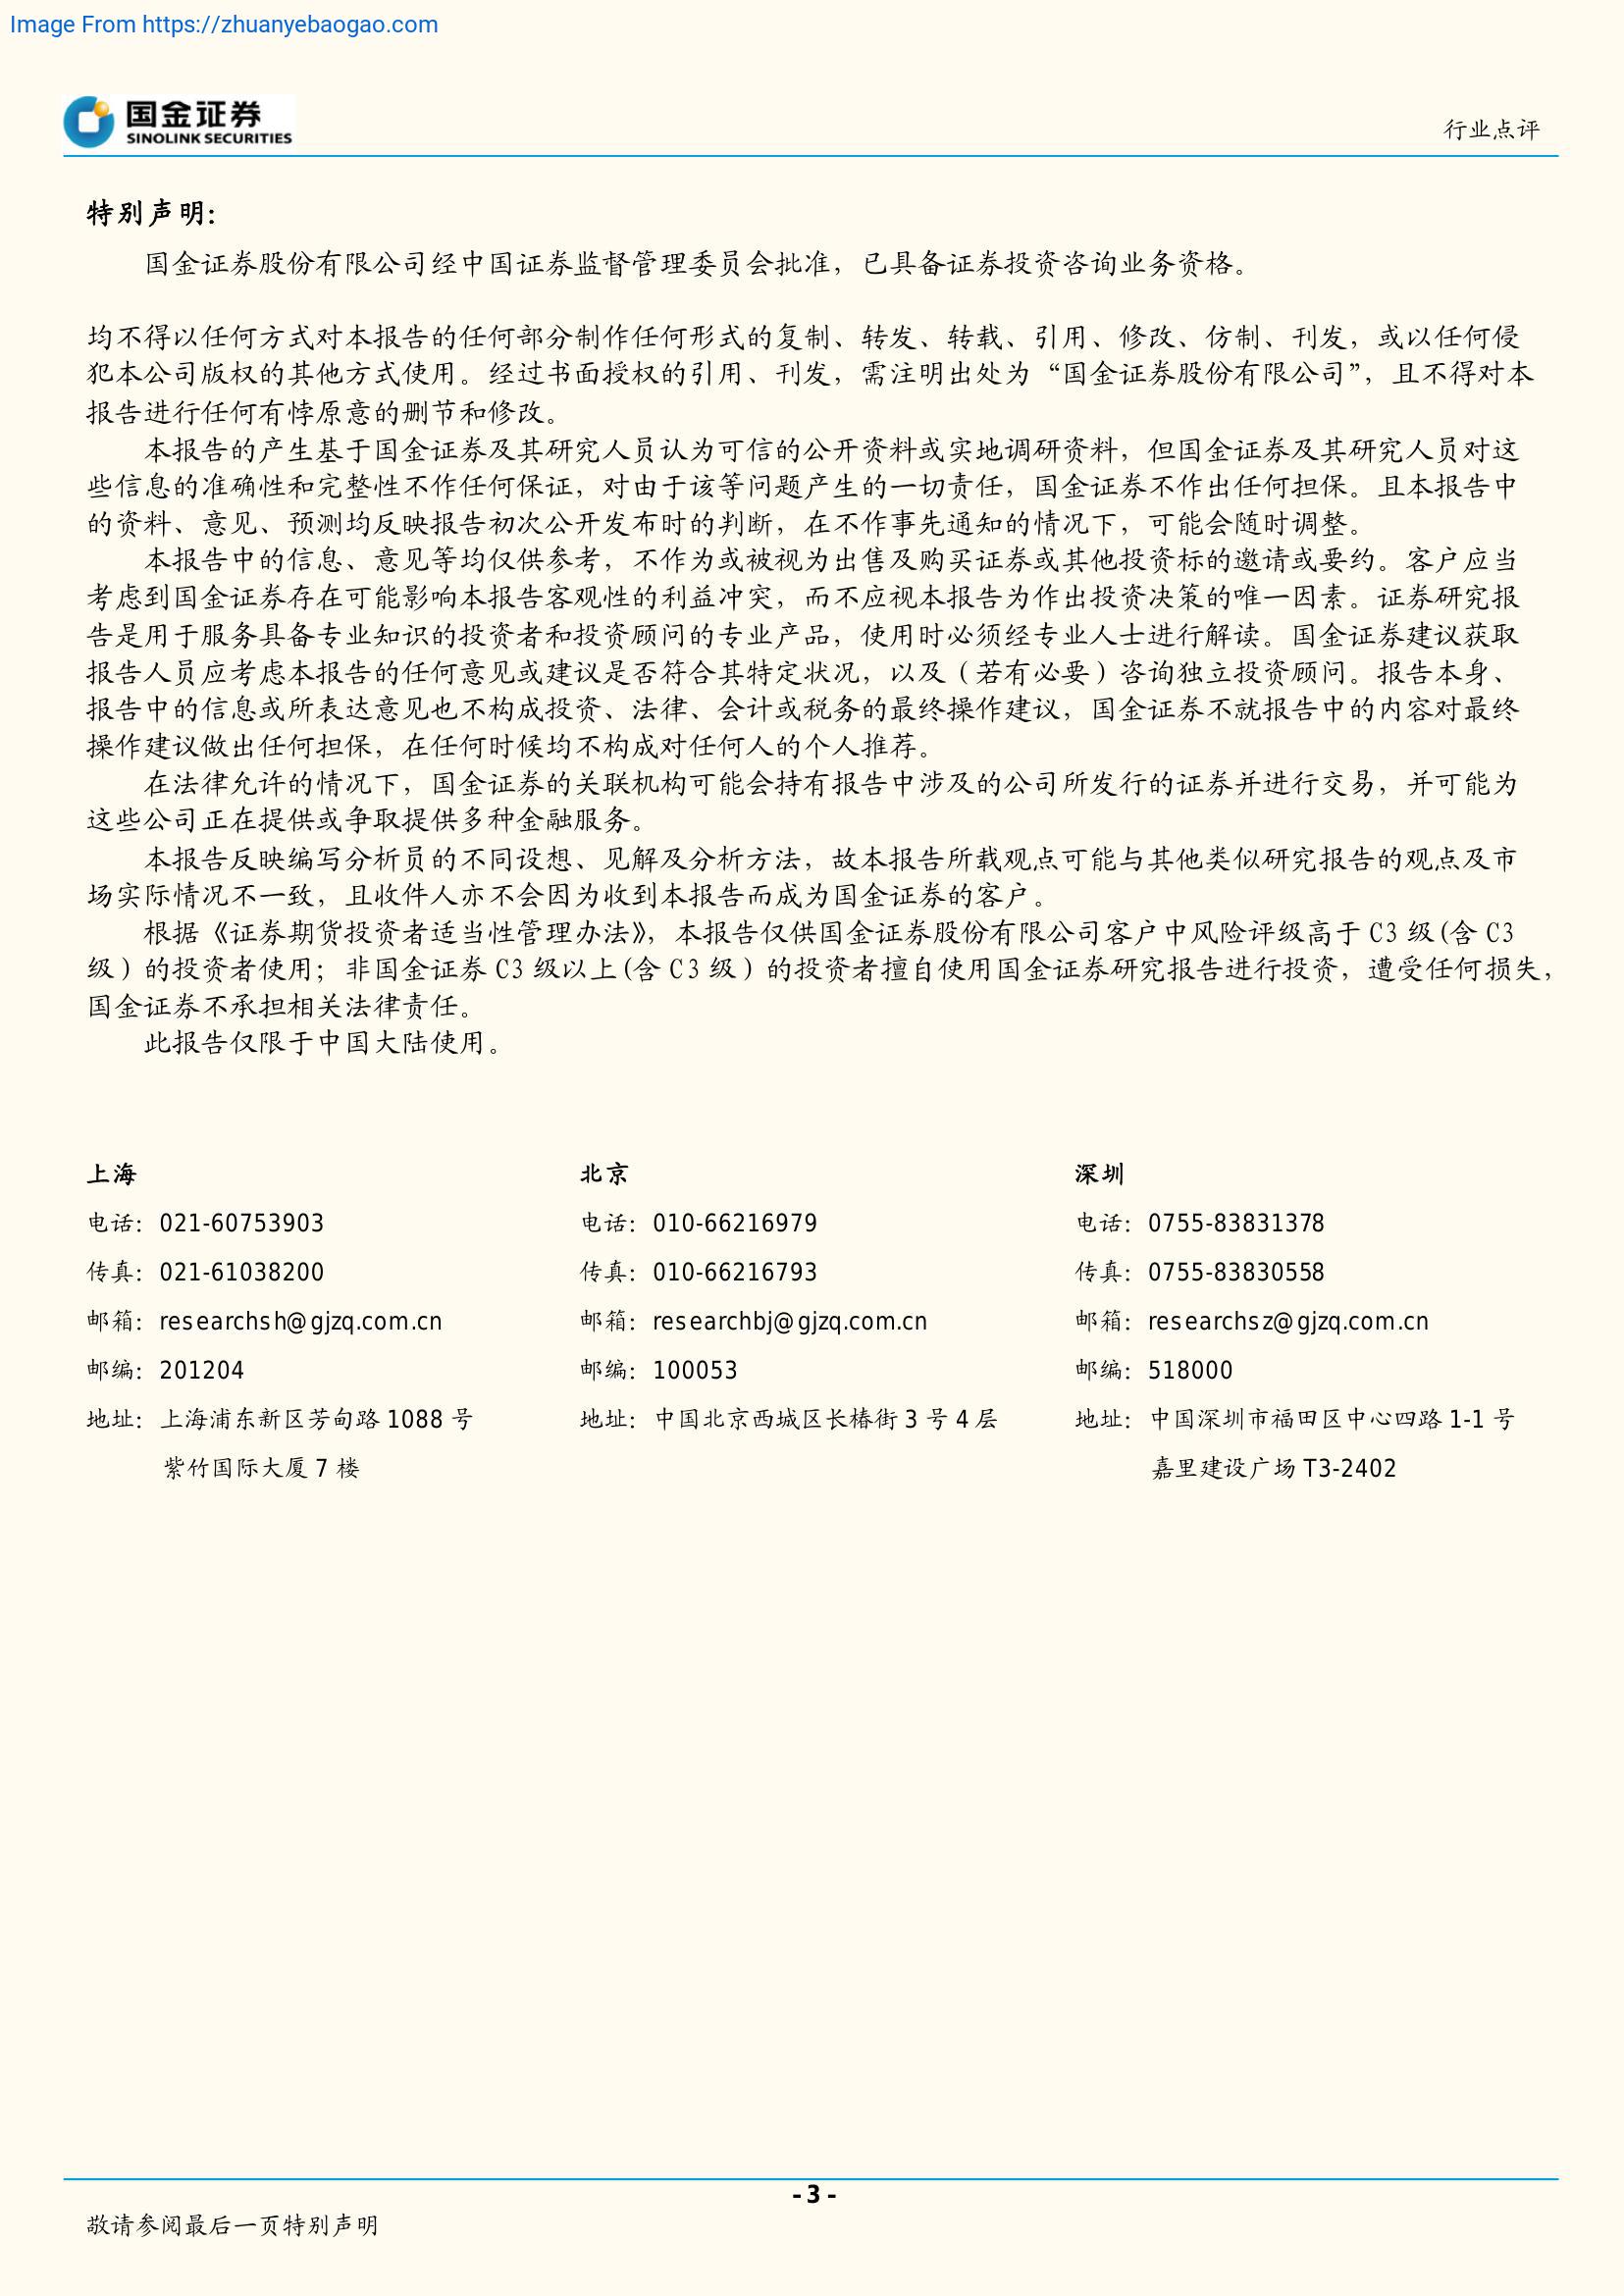 Image From https://zhuanyebaogao.com
国金证券
SINOLINK SECURITIES
行业点评
特别声明：
国金证券股份有限公司经中国证券监督管理委员会批准，已具备证券投资咨询业务资格。
均不得以任何方式对本报告的任何部分制作任何形式的复制、转发、转载、引用、修改、仿制、刊发，或以任何侵
犯本公司版权的其他方式使用。经过书面授权的引用、刊发，需注明出处为“国金证券股份有限公司”，且不得对本
报告进行任何有悖原意的删节和修改。
本报告的产生基于国金证券及其研究人员认为可信的公开资料或实地调研资料，但国金证券及其研究人员对这
些信息的准确性和完整性不作任何保证，对由于该等问题产生的一切责任，国金证券不作出任何担保。且本报告中
的资料、意见、预测均反映报告初次公开发布时的判断，在不作事先通知的情况下，可能会随时调整。
本报告中的信息、意见等均仅供参考，不作为或被视为出售及购买证券或其他投资标的邀请或要约。客户应当
考虑到国金证券存在可能影响本报告客观性的利益冲突，而不应视本报告为作出投资决策的唯一因素。证券研究报
告是用于服务具备专业知识的投资者和投资顾问的专业产品，使用时必须经专业人士进行解读。国金证券建议获取
报告人员应考虑本报告的任何意见或建议是否符合其特定状况，以及（若有必要）咨询独立投资顾问。报告本身、
报告中的信息或所表达意见也不构成投资、法律、会计或税务的最终操作建议，国金证券不就报告中的内容对最终
操作建议做出任何担保，在任何时候均不构成对任何人的个人推荐。
在法律允许的情况下，国金证券的关联机构可能会持有报告中涉及的公司所发行的证券并进行交易，并可能为
这些公司正在提供或争取提供多种金融服务。
本报告反映编写分析员的不同设想、见解及分析方法，故本报告所载观点可能与其他类似研究报告的观点及市
场实际情况不一致，且收件人亦不会因为收到本报告而成为国金证券的客户。
根据《证券期货投资者适当性管理办法》，本报告仅供国金证券股份有限公司客户中风险评级高于 C3 级(含 C3
级）的投资者使用；非国金证券 C3 级以上(含 C3 级）的投资者擅自使用国金证券研究报告进行投资，遭受任何损失，
国金证券不承担相关法律责任。
此报告仅限于中国大陆使用。
上海
电话：021-60753903
传真：021-61038200
邮箱：researchsh@gjzq.com.cn
邮编：201204
地址：上海浦东新区芳甸路 1088 号
紫竹国际大厦 7 楼
北京
电话：010-66216979
传真：010-66216793
邮箱：researchbj@gjzq.com.cn
邮编：100053
地址：中国北京西城区长椿街 3 号 4 层
深圳
电话：0755-83831378
传真：0755-83830558
邮箱：researchsz@gjzq.com.cn
邮编：518000
地址：中国深圳市福田区中心四路 1-1 号
嘉里建设广场 T3-2402
- 3 -
敬请参阅最后一页特别声明